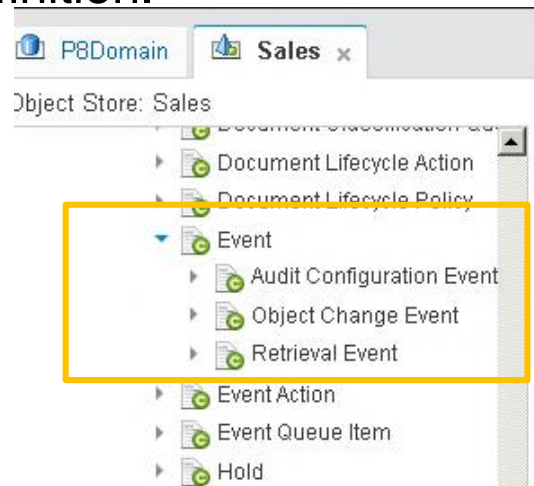 P8Domain Sales x
Object Store: Sales
Document Lifecycle Action
Document Lifecycle Policy
Event
Audit Configuration Event
Object Change Event
Retrieval Event
Event Action
Event Queue Item
Hold